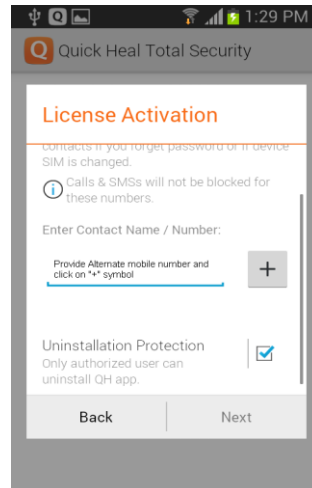 1:29 PM
Quick Heal Total Security
License Activation
contacts if you forget password or if device
SIM is changed.
Calls & SMSs will not be blocked for
these numbers.
Enter Contact Name / Number:
Provide Alternate mobile number and
click on "+" symbol
+
Uninstallation Protection
Only authorized user can
uninstall QH app.
Back Next